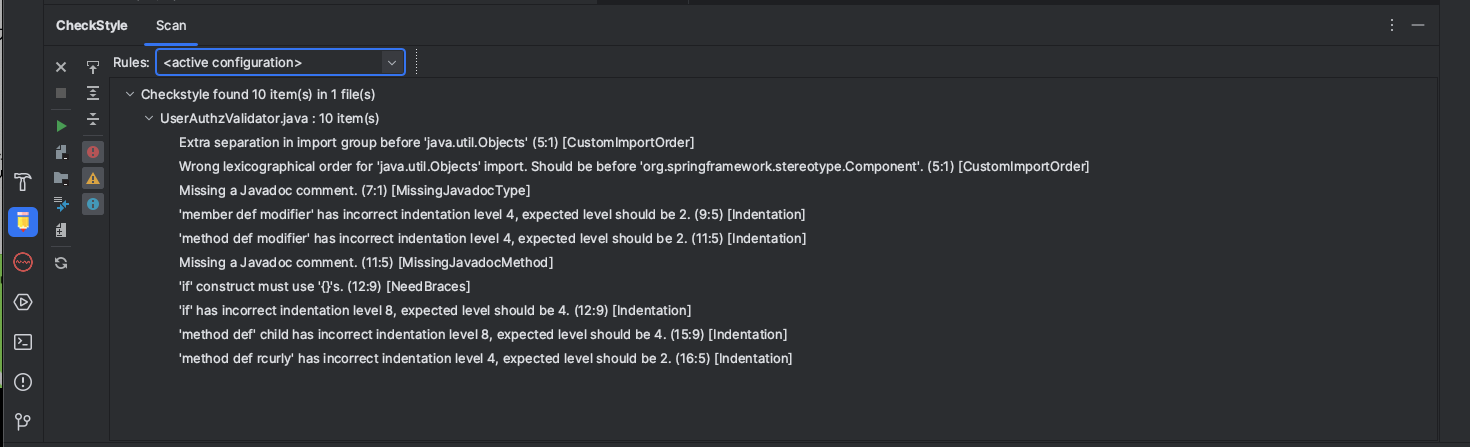 CheckStyle Scan
Rules: <active configuration>
Checkstyle found 10 item(s) in 1 file(s)
UserAuthzValidator.java : 10 item(s)
Extra separation in import group before 'java.util.Objects' (5:1) [CustomImportOrder]
Wrong lexicographical order for 'java.util.Objects' import. Should be before 'org.springframework.stereotype.Component'. (5:1) [CustomImportOrder]
Missing a Javadoc comment. (7:1) [MissingJavadocType]
'member def modifier' has incorrect indentation level 4, expected level should be 2. (9:5) [Indentation]
'method def modifier' has incorrect indentation level 4, expected level should be 2. (11:5) [Indentation]
Missing a Javadoc comment. (11:5) [MissingJavadocMethod]
'if' construct must use '{}'s. (12:9) [NeedBraces]
'if' has incorrect indentation level 8, expected level should be 4. (12:9) [Indentation]
'method def' child has incorrect indentation level 8, expected level should be 4. (15:9) [Indentation]
'method def rcurly' has incorrect indentation level 4, expected level should be 2. (16:5) [Indentation]